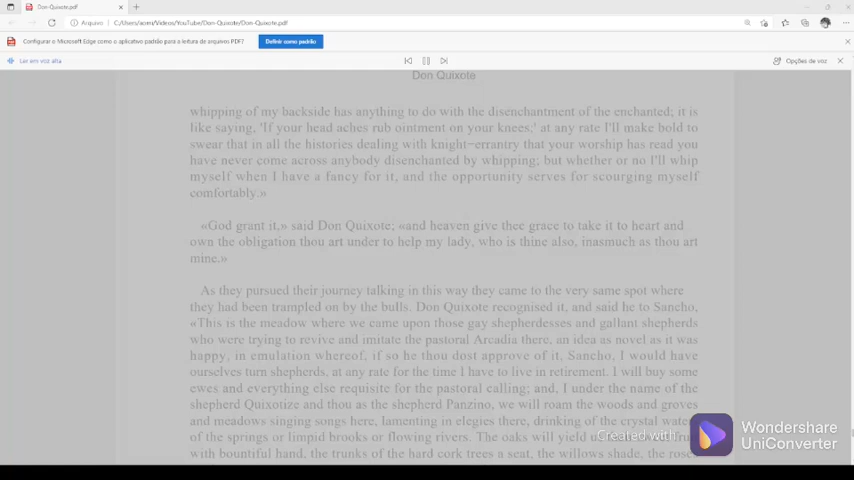 Don-Quixote.pdf
Arquivo
C:/Users/acorn/Videos/YouTube/Don-Quixote/Don-Quixote.pdf
Configurar o Microsoft Edge como o aplicativo padrão para a leitura de arquivos PDF?
Definir como padrão
Ler em voz alta
Opções de voz
Don Quixote
whipping of my backside has anything to do with the disenchantment of the enchanted; it is
like saying, 'If your head aches rub ointment on your knees;' at any rate I'll make bold to
swear that in all the histories dealing with knight−errantry that your worship has read you
have never come across anybody disenchanted by whipping; but whether or no I'll whip
myself when I have a fancy for it, and the opportunity serves for scourging myself
comfortably.»
«God grant it,» said Don Quixote; «and heaven give thee grace to take it to heart and
own the obligation thou art under to help my lady, who is thine also, inasmuch as thou art
mine.»
As they pursued their journey talking in this way they came to the very same spot where
they had been trampled on by the bulls. Don Quixote recognised it, and said he to Sancho,
«This is the meadow where we came upon those gay shepherdesses and gallant shepherds
who were trying to revive and imitate the pastoral Arcadia there, an idea as novel as it was
happy, in emulation whereof, if so he thou dost approve of it, Sancho, I would have
ourselves turn shepherds, at any rate for the time I have to live in retirement. I will buy some
ewes and everything else requisite for the pastoral calling; and, I under the name of the
shepherd Quixotize and thou as the shepherd Panzino, we will roam the woods and groves
and meadows singing songs here, lamenting in elegies there, drinking of the crystal waters
of the springs or limpid brooks or flowing rivers. The oaks will yield
with bountiful hand, the trunks of the hard cork trees a seat, the willows shade, the
Created with
Wondershare
UniConverter